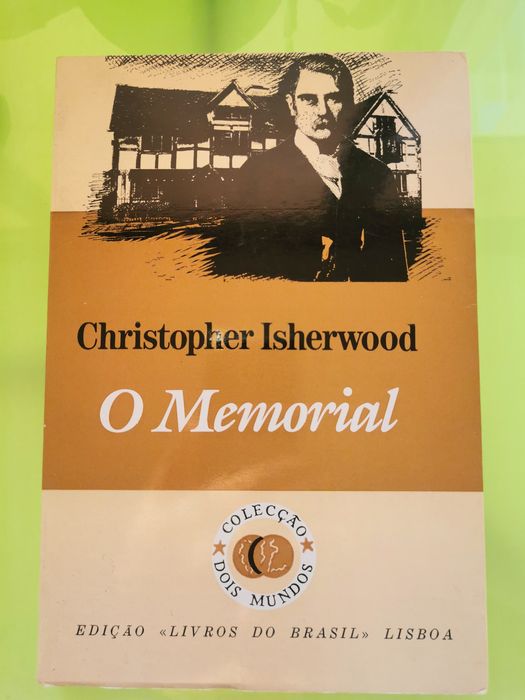 Christopher Isherwood
O Memorial
COLECÇÃO
DOIS MUNDOS
EDIÇÃO «LIVROS DO BRASIL» LISBOA